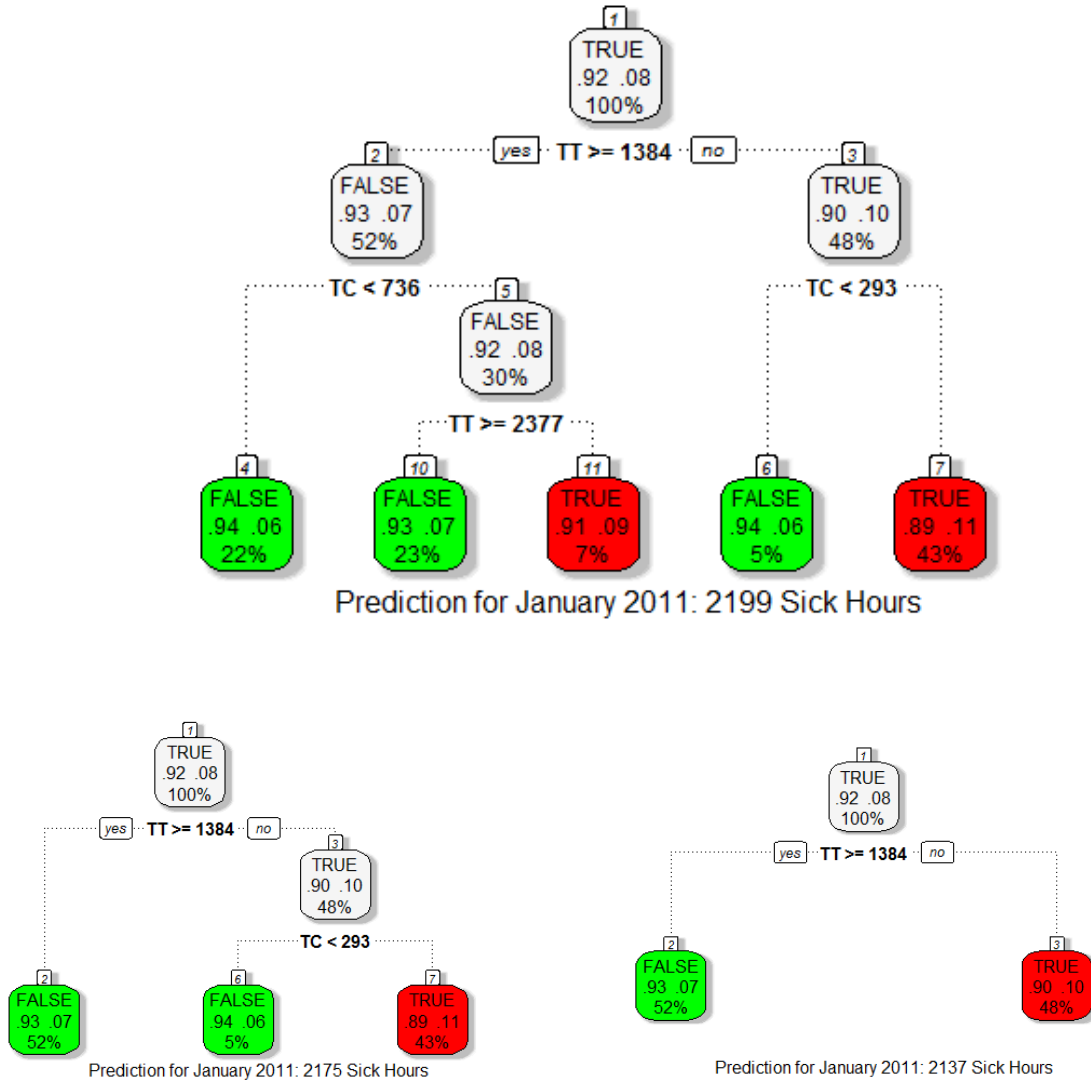 1
TRUE
.92 .08
100%
yes TT >= 1384 no
2
FALSE
.93 .07
52%
3
TRUE
.90 .10
48%
TC < 736
TC < 293
5
FALSE
.92 .08
30%
TT >= 2377
4
FALSE
.94 .06
22%
10
FALSE
.93 .07
23%
11
TRUE
.91 .09
7%
6
FALSE
.94 .06
5%
7
TRUE
.89 .11
43%
Prediction for January 2011: 2199 Sick Hours
1
TRUE
.92 .08
100%
yes TT >= 1384 no
3
TRUE
.90 .10
48%
TC < 293
2
FALSE
.93 .07
52%
6
FALSE
.94 .06
5%
7
TRUE
.89 .11
43%
Prediction for January 2011: 2175 Sick Hours
1
TRUE
.92 .08
100%
yes TT >= 1384 no
2
FALSE
.93 .07
52%
3
TRUE
.90 .10
48%
Prediction for January 2011: 2137 Sick Hours